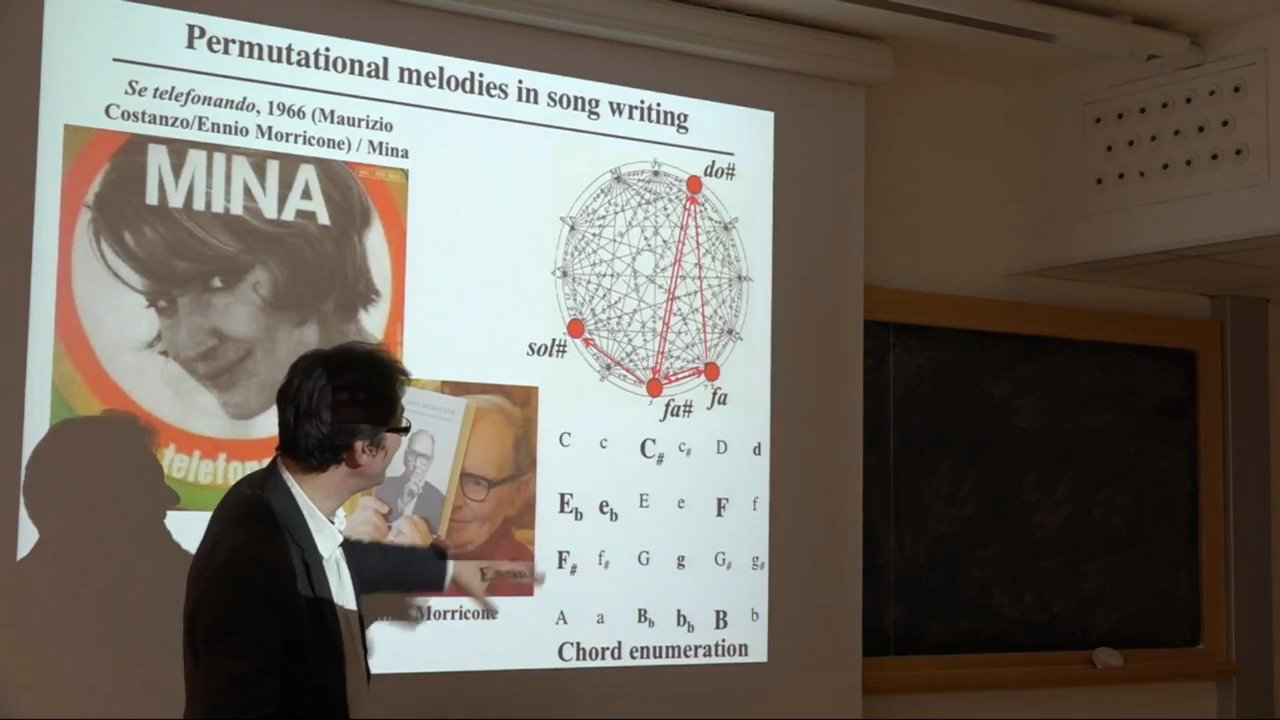 Permutational melodies in song writing
Se telefonando, 1966 (Maurizio
Costanzo/Ennio Morricone) / Mina
MINA
do#
sol#
fa#
fa
C c C# c# D d
Eb eb E e F f
F# f# G g G# g#
A a Bb bb B b
Morricone
Chord enumeration